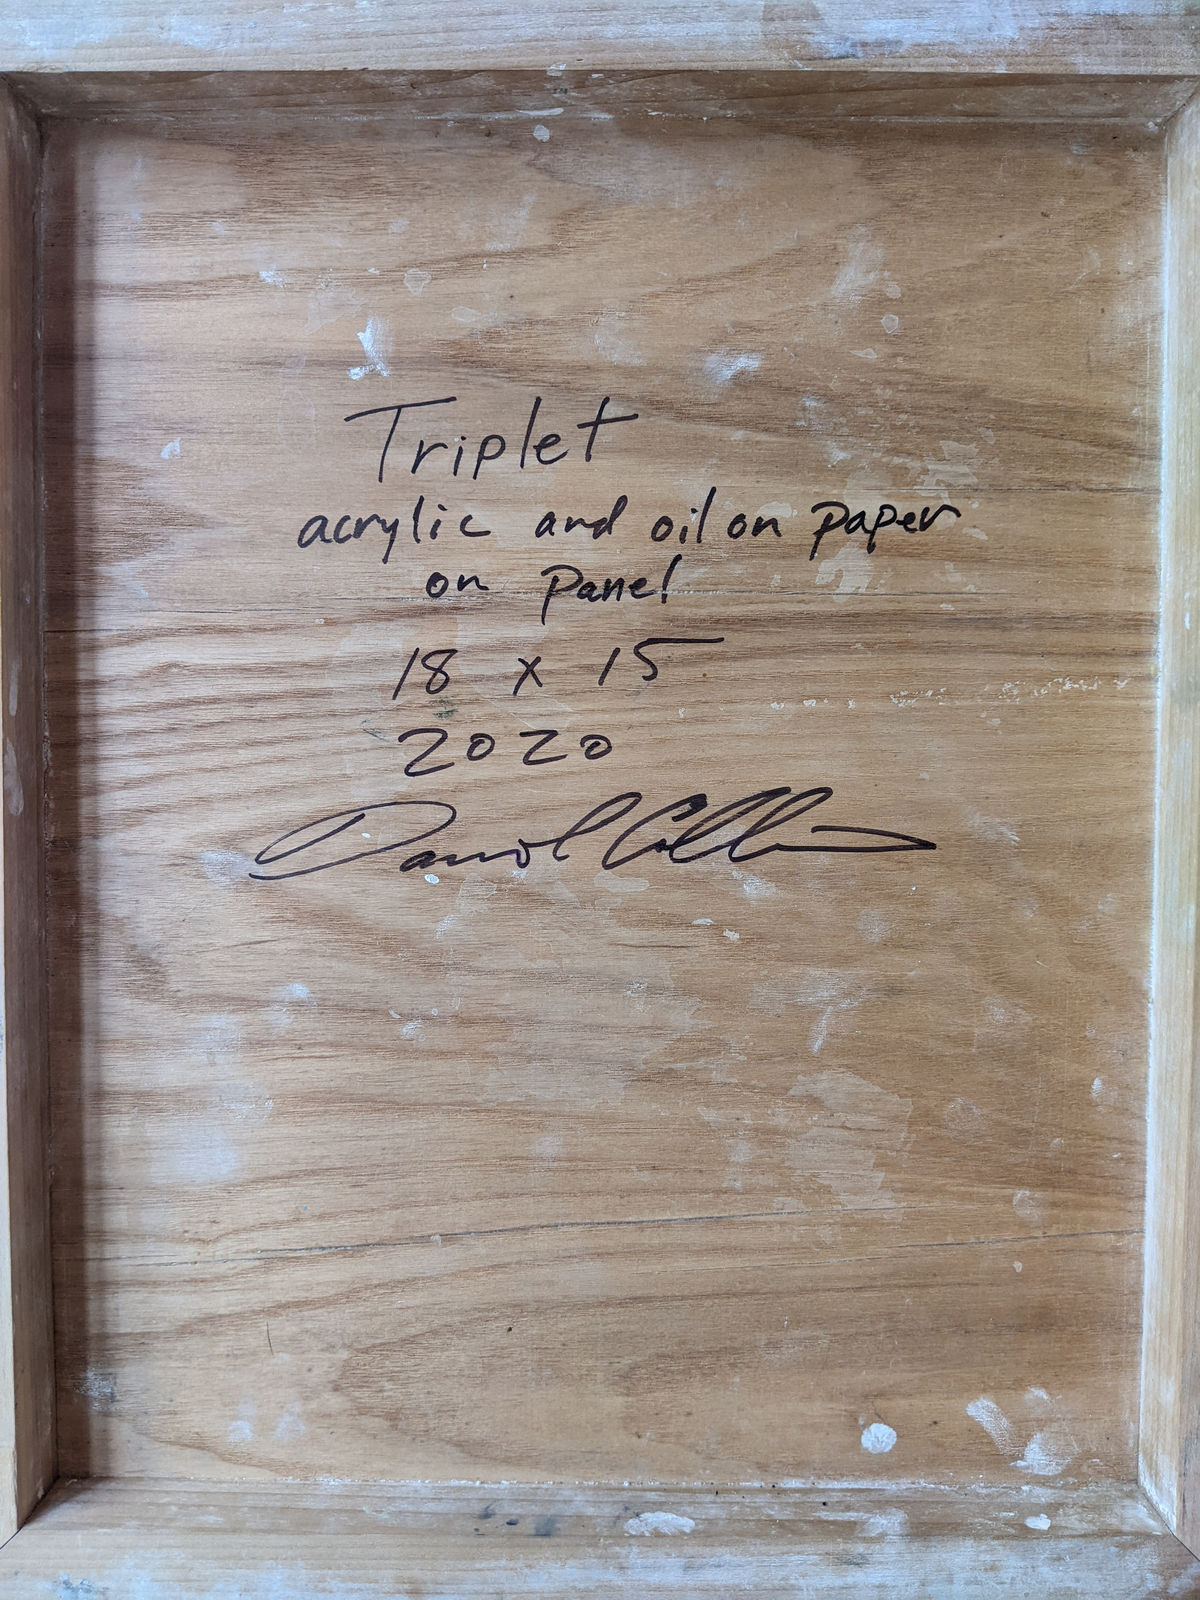 Triplet
acrylic and oil on paper
on panel
18 x 15
2020